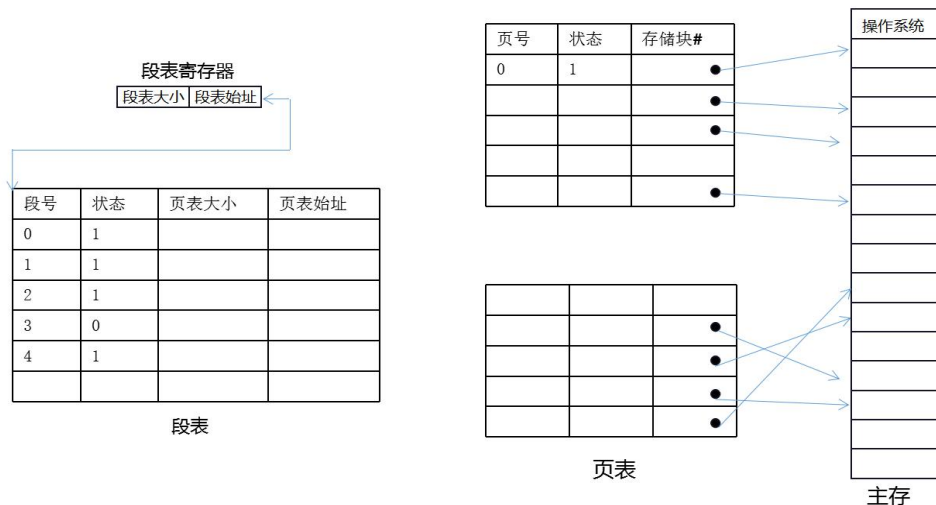 段表寄存器
段表大小 段表始址
段号 状态 页表大小 页表始址
0 1
1 1
2 1
3 0
4 1
段表
页号 状态 存储块#
0 1
页表
操作系统
主存